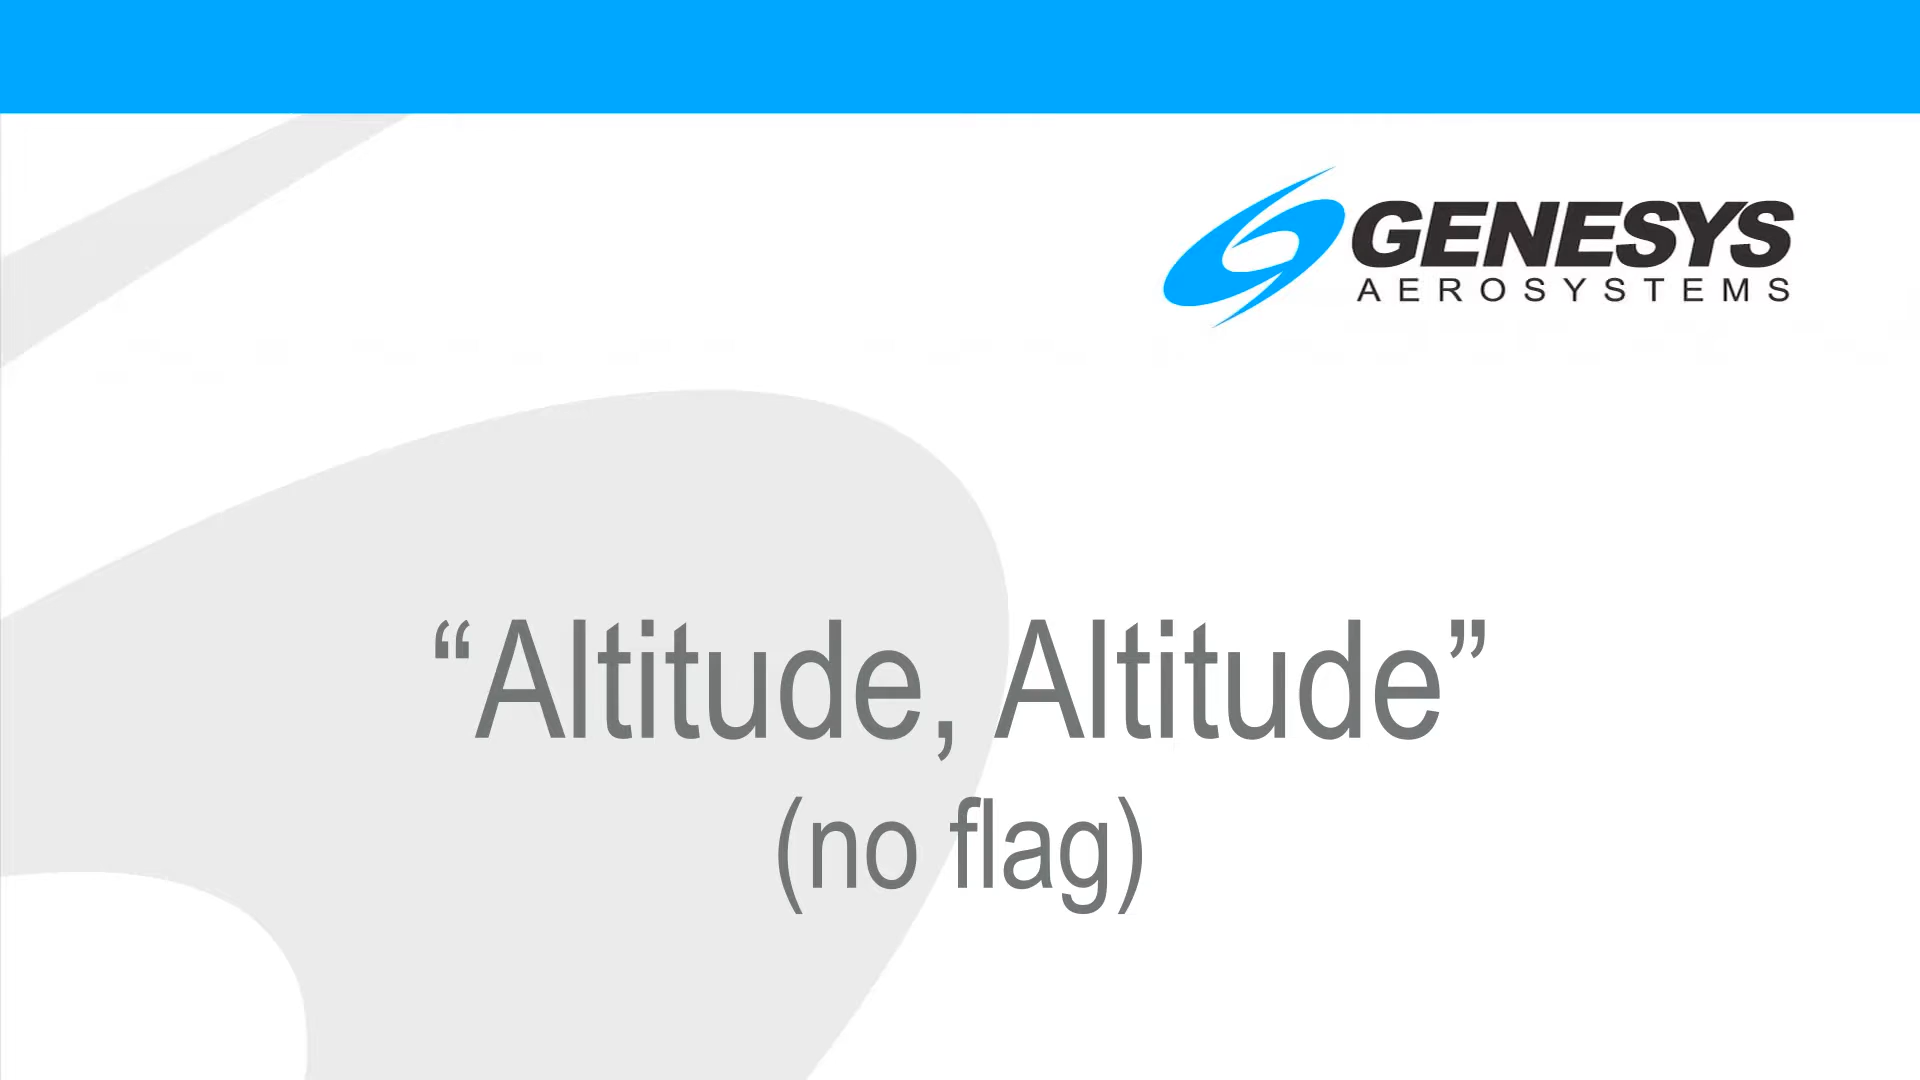 GENESYS
AEROSYSTEMS
“Altitude, Altitude”
(no flag)